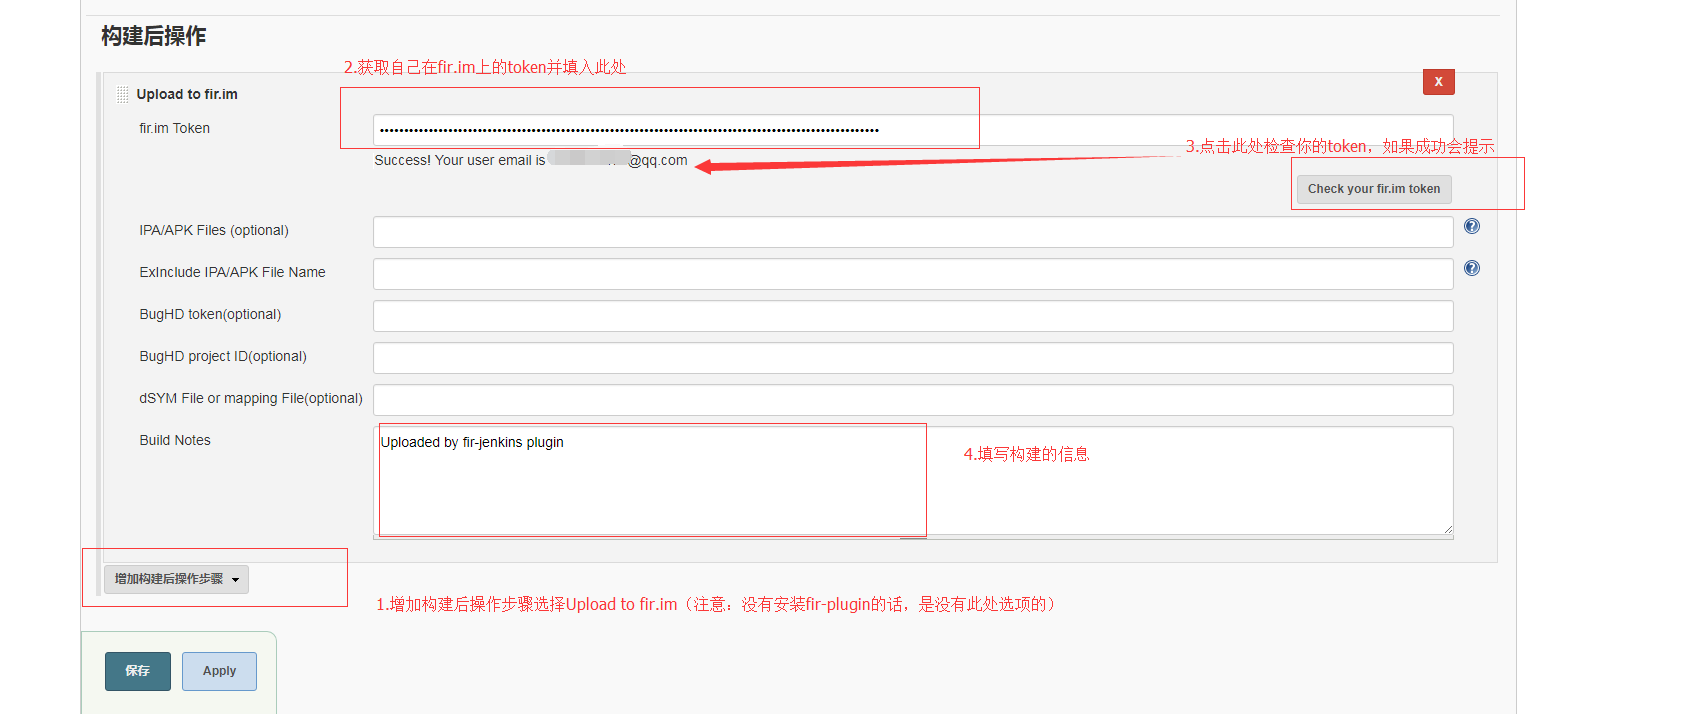 构建后操作
2.获取自己在fir.im上的token并填入此处
X
Upload to fir.im
fir.im Token
Success! Your user email is @qq.com
3.点击此处检查你的token，如果成功会提示
Check your fir.im token
IPA/APK Files (optional)
ExInclude IPA/APK File Name
BugHD token(optional)
BugHD project ID(optional)
dSYM File or mapping File(optional)
Build Notes
Uploaded by fir-jenkins plugin
4.填写构建的信息
增加构建后操作步骤
1.增加构建后操作步骤选择Upload to fir.im（注意：没有安装fir-plugin的话，是没有此处选项的）
保存
Apply